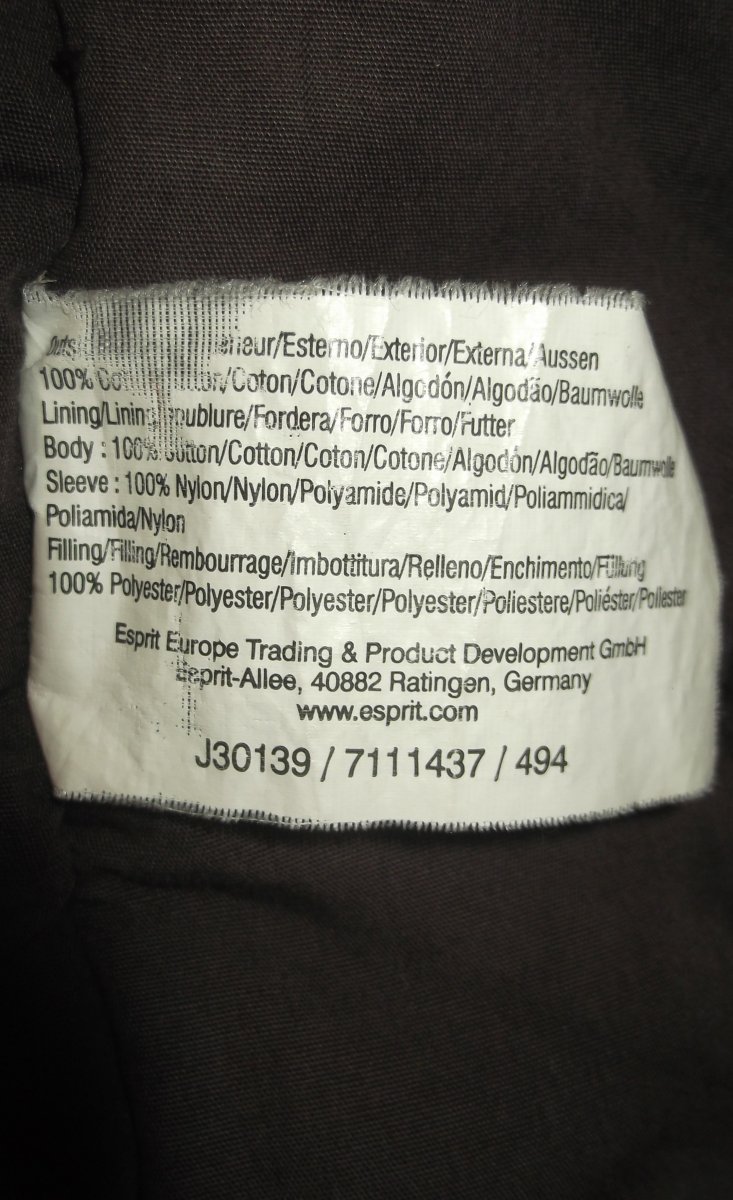 /Esterno/Exterior/Externa/Aussen
100% /Coton/Cotone/Algodón/Algodão/Baumwolle
Lining/Lining /Fordera/Forro/Forro/Futter
Body : 100% Cotton/Cotton/Coton/Cotone/Algodón/Algodão/Baumwolle
Sleeve : 100% Nylon/Nylon/Polyamide/Polyamid/Poliammidica/
Poliamida/Nylon
Filling/Filling/Rembourrage/Imbottitura/Relleno/Enchimento/Füllung
100% Polyester/Polyester/Polyester/Polyester/Poliestere/Poliéster/Poliester
Esprit Europe Trading & Product Development GmbH
Esprit-Allee, 40882 Ratingen, Germany
www.esprit.com
J30139 / 7111437 / 494